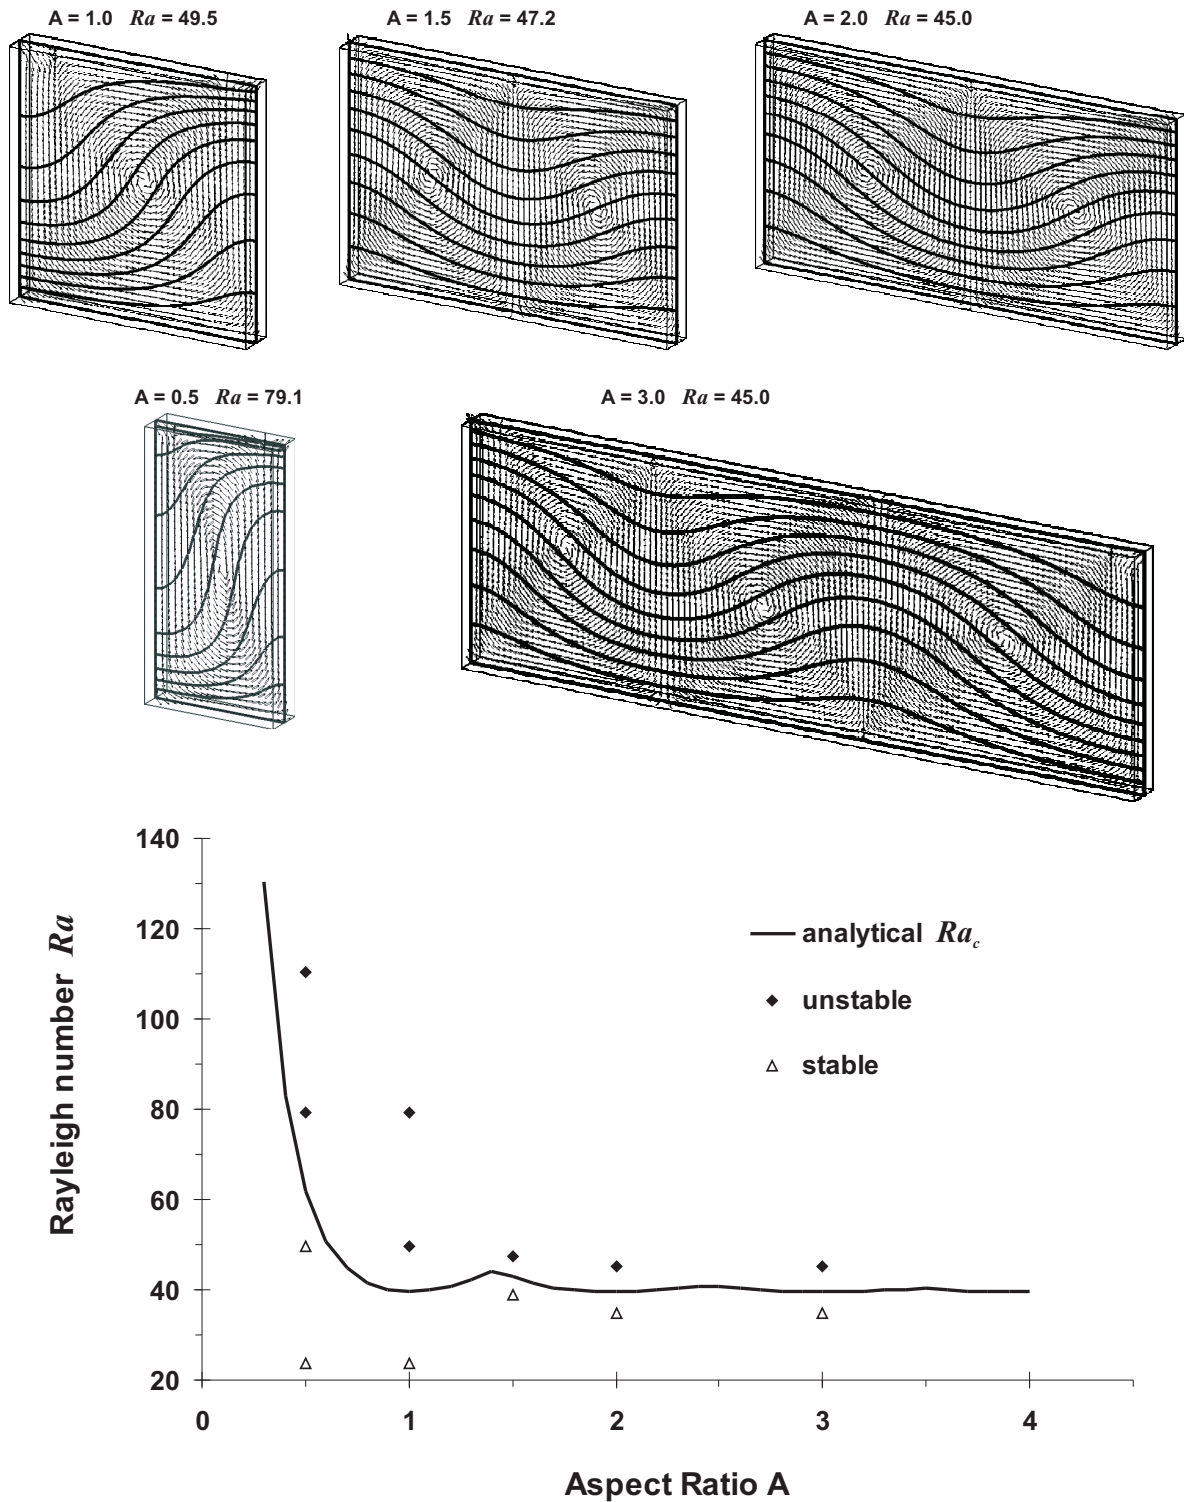 A = 1.0 Ra = 49.5
A = 1.5 Ra = 47.2
A = 2.0 Ra = 45.0
A = 0.5 Ra = 79.1
A = 3.0 Ra = 45.0
140
120
100
80
60
40
20
Rayleigh number Ra
analytical Ra_c
unstable
stable
0 1 2 3 4
Aspect Ratio A